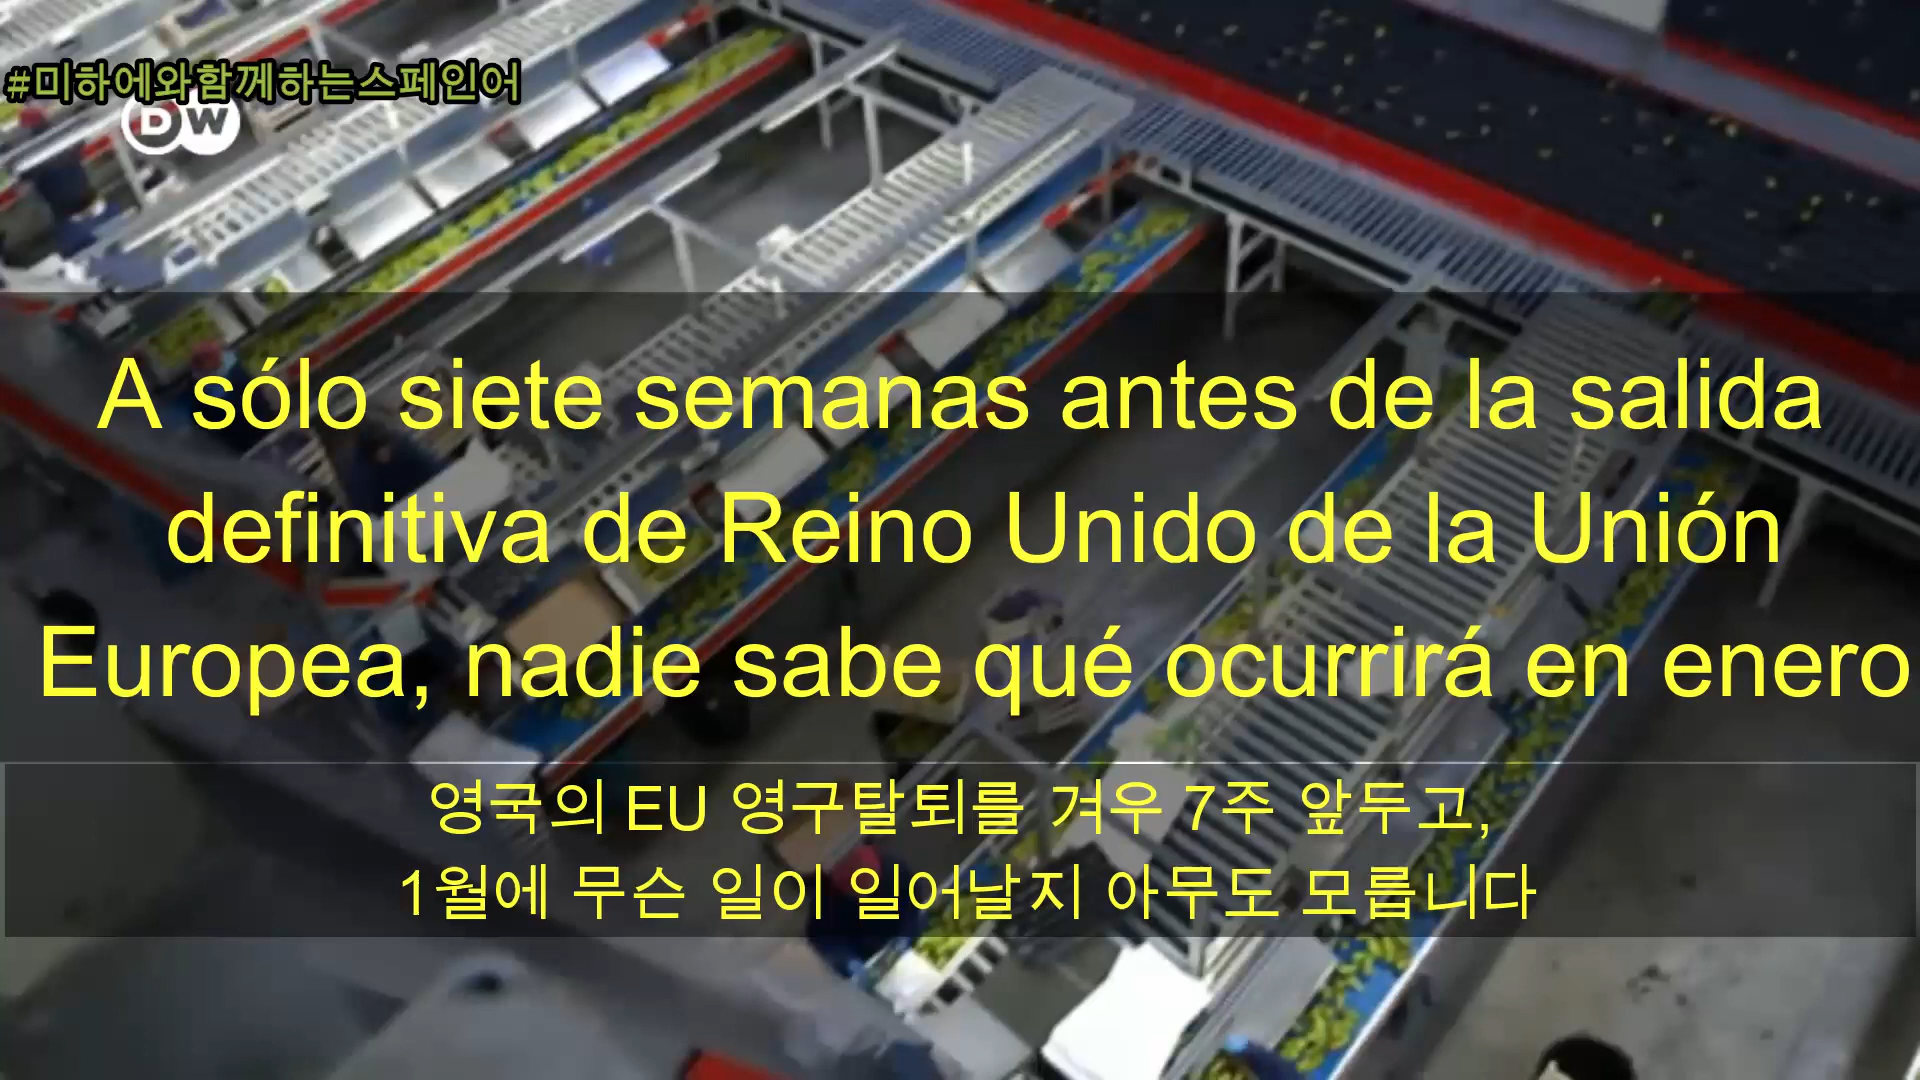 #미하에와함께하는스페인어
DW
A sólo siete semanas antes de la salida
definitiva de Reino Unido de la Unión
Europea, nadie sabe qué ocurrirá en enero
영국의 EU 영구탈퇴를 겨우 7주 앞두고,
1월에 무슨 일이 일어날지 아무도 모릅니다